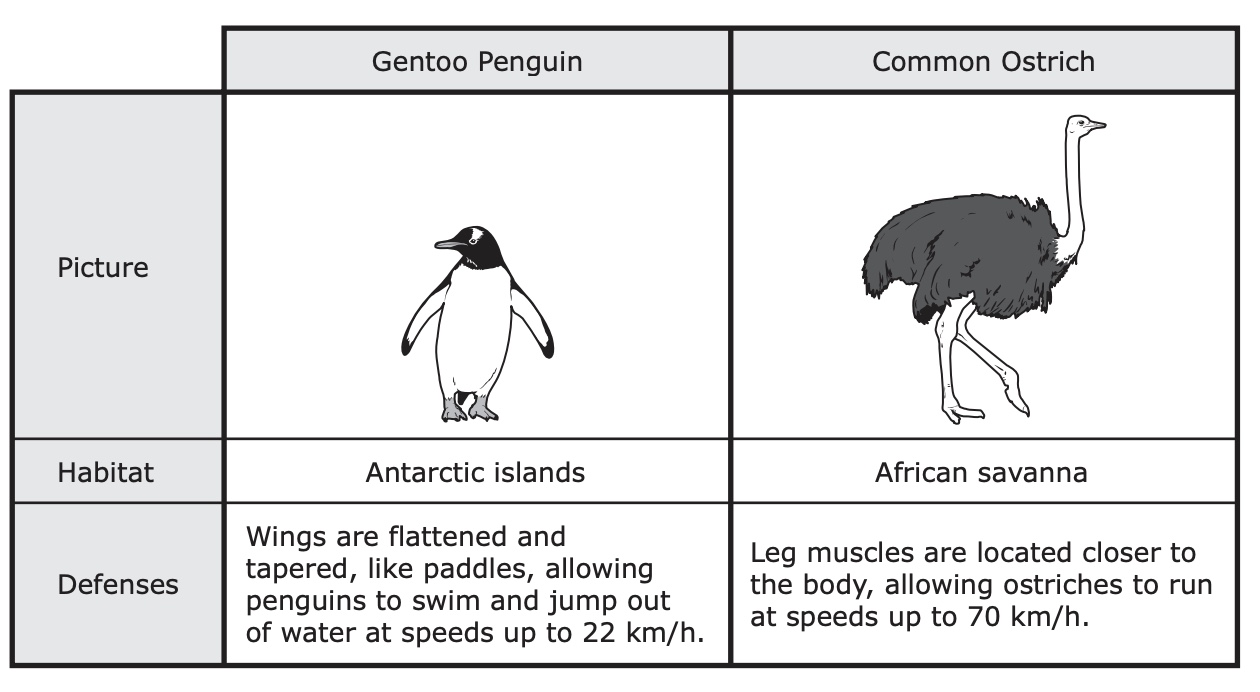 Gentoo Penguin
Common Ostrich
Picture
Habitat
Antarctic islands
African savanna
Defenses
Wings are flattened and
tapered, like paddles, allowing
penguins to swim and jump out
of water at speeds up to 22 km/h.
Leg muscles are located closer to
the body, allowing ostriches to run
at speeds up to 70 km/h.